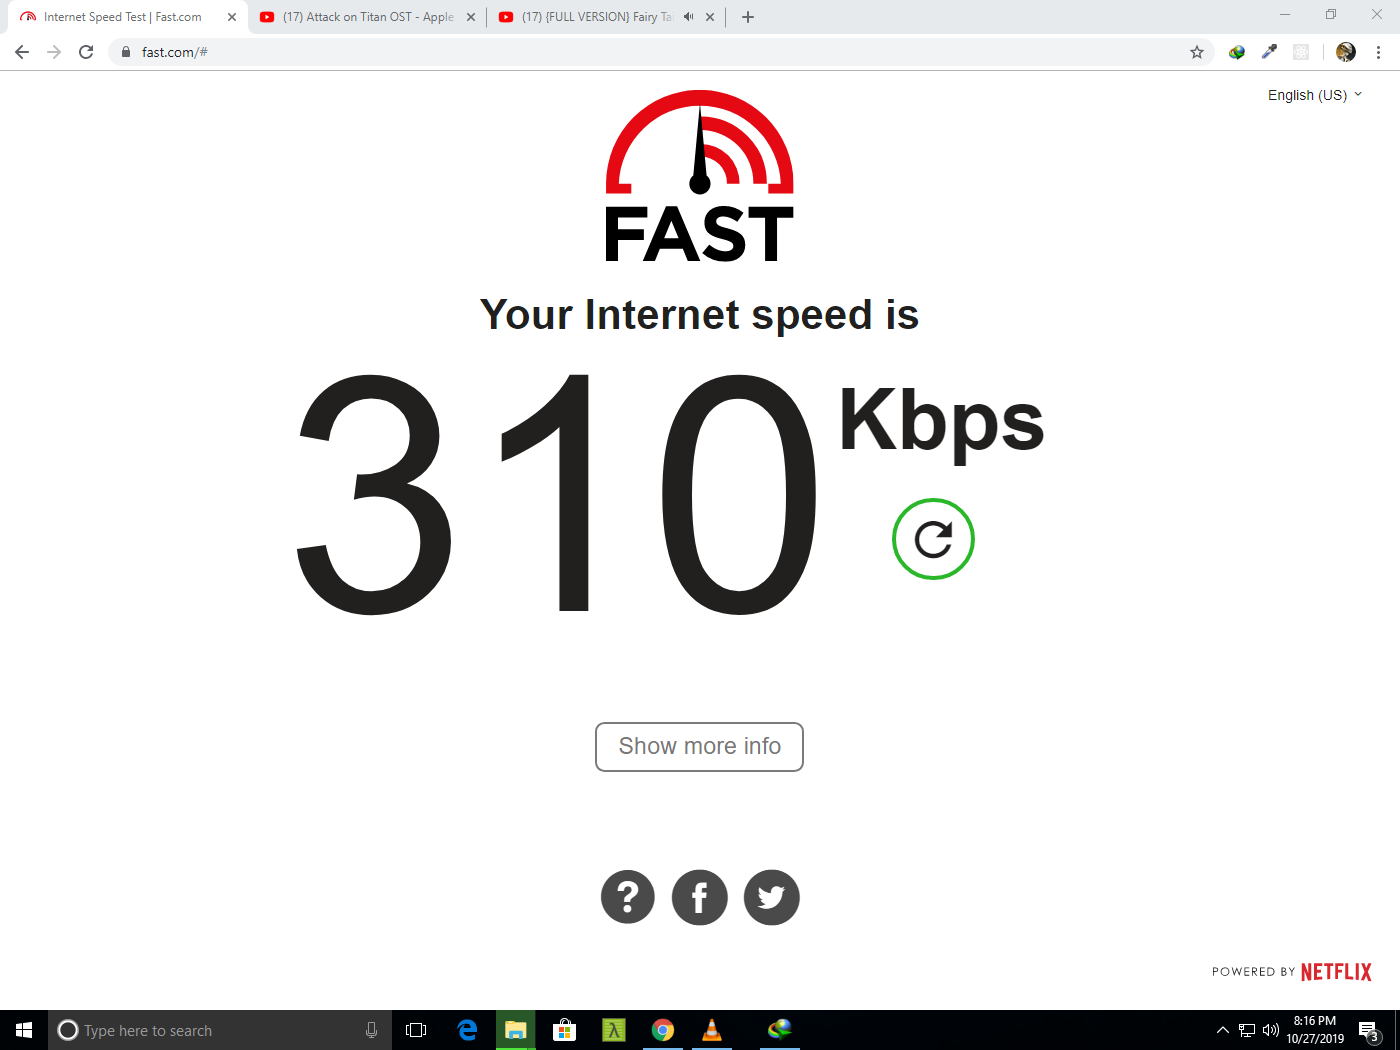 Internet Speed Test | Fast.com
(17) Attack on Titan OST - Apple
(17) {FULL VERSION} Fairy Tai
fast.com/#
English (US)
FAST
Your Internet speed is
310 Kbps
Show more info
POWERED BY NETFLIX
Type here to search
8:16 PM
10/27/2019
3